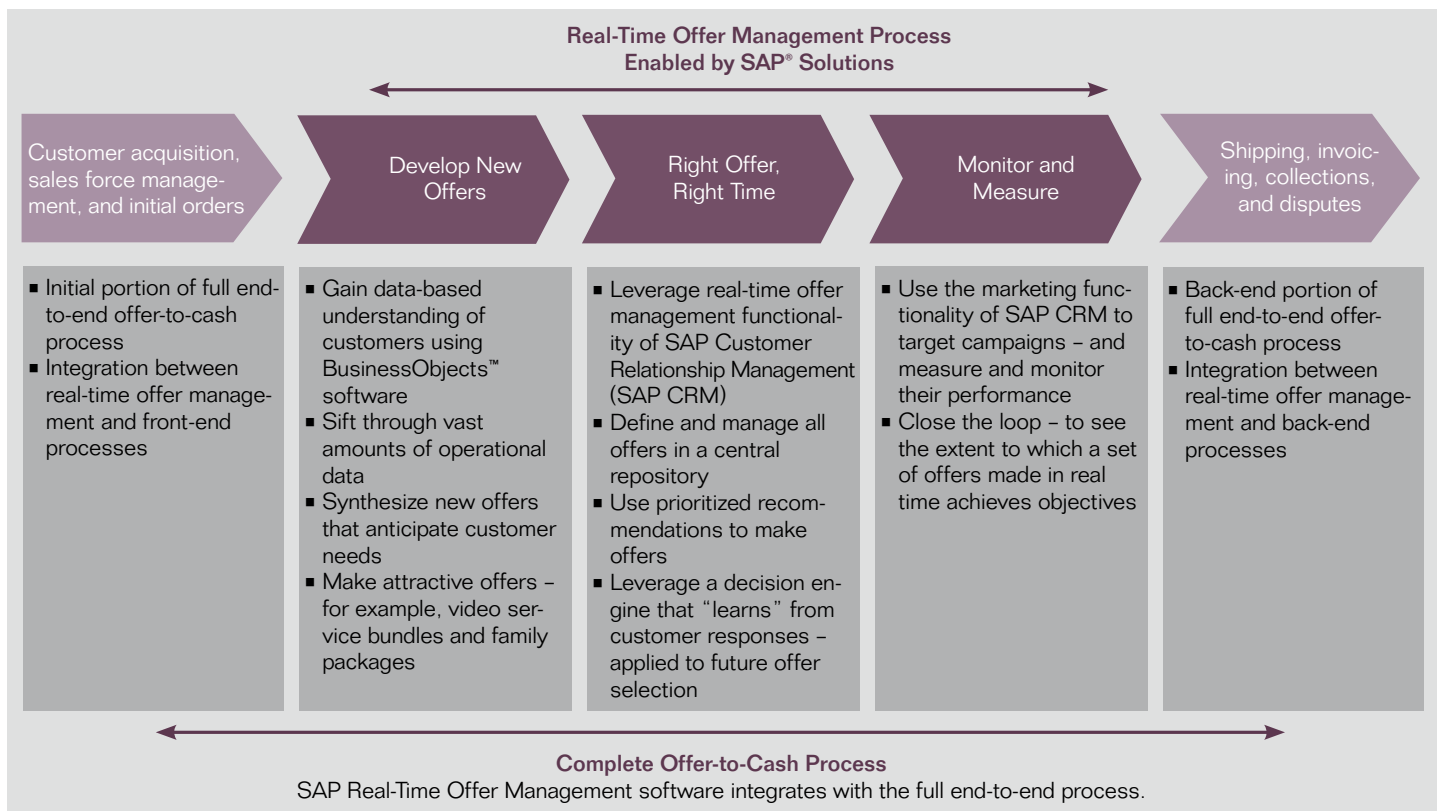 Real-Time Offer Management Process
Enabled by SAP® Solutions
Customer acquisition,
sales force manage-
ment, and initial orders
Develop New
Offers
Right Offer,
Right Time
Monitor and
Measure
Shipping, invoic-
ing, collections,
and disputes
▪ Initial portion of full end-
to-end offer-to-cash
process
▪ Integration between
real-time offer manage-
ment and front-end
processes
▪ Gain data-based
understanding of
customers using
BusinessObjects™
software
▪ Sift through vast
amounts of operational
data
▪ Synthesize new offers
that anticipate customer
needs
▪ Make attractive offers –
for example, video ser-
vice bundles and family
packages
▪ Leverage real-time offer
management functional-
ity of SAP Customer
Relationship Management
(SAP CRM)
▪ Define and manage all
offers in a central
repository
▪ Use prioritized recom-
mendations to make
offers
▪ Leverage a decision en-
gine that “learns” from
customer responses –
applied to future offer
selection
▪ Use the marketing func-
tionality of SAP CRM to
target campaigns – and
measure and monitor
their performance
▪ Close the loop – to see
the extent to which a set
of offers made in real
time achieves objectives
▪ Back-end portion of
full end-to-end offer-
to-cash process
▪ Integration between
real-time offer manage-
ment and back-end
processes
Complete Offer-to-Cash Process
SAP Real-Time Offer Management software integrates with the full end-to-end process.